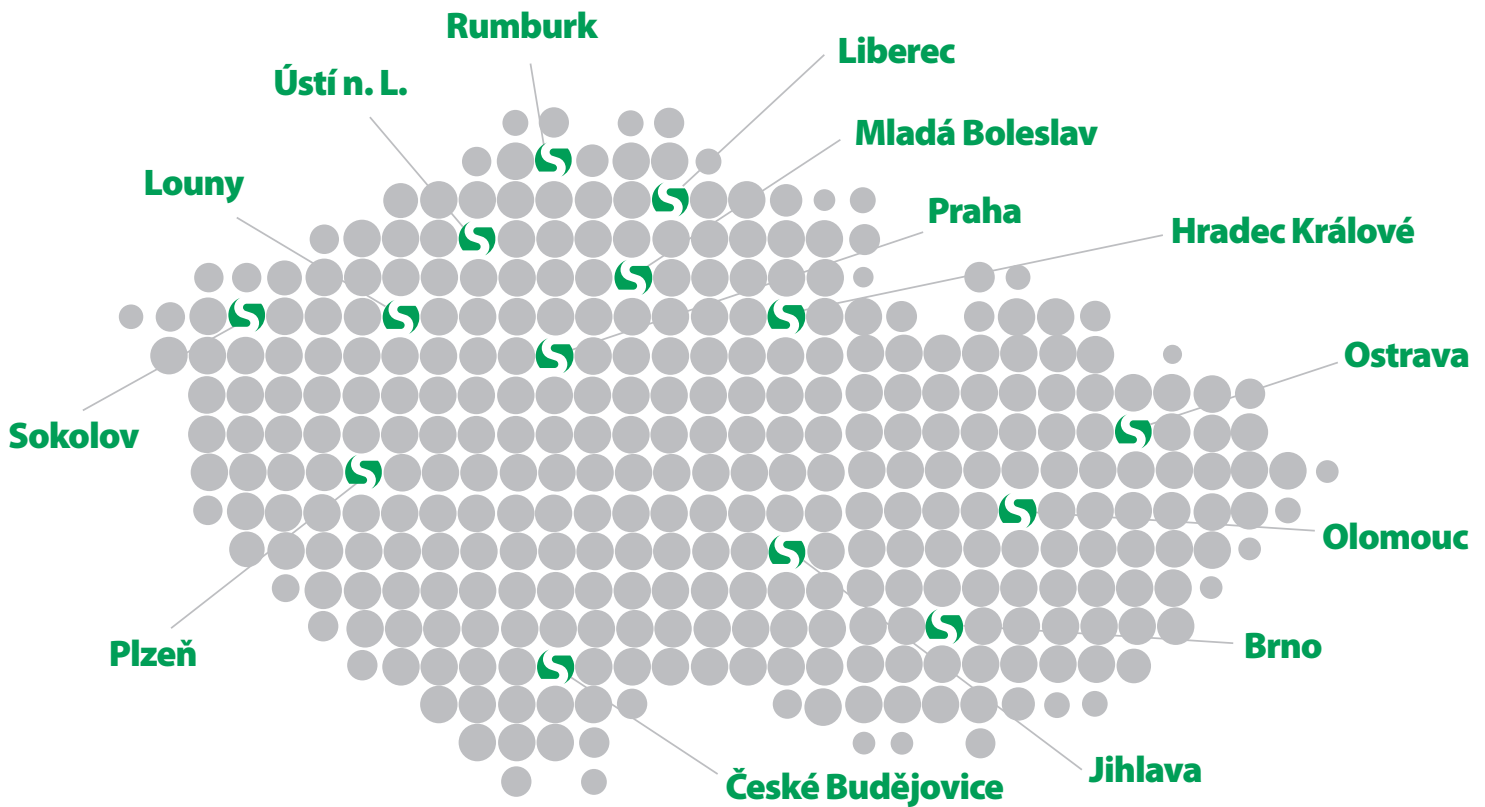 Rumburk
Liberec
Ústí n. L.
Mladá Boleslav
Louny
Praha
Hradec Králové
Ostrava
Sokolov
Olomouc
Plzeň
Brno
Jihlava
České Budějovice